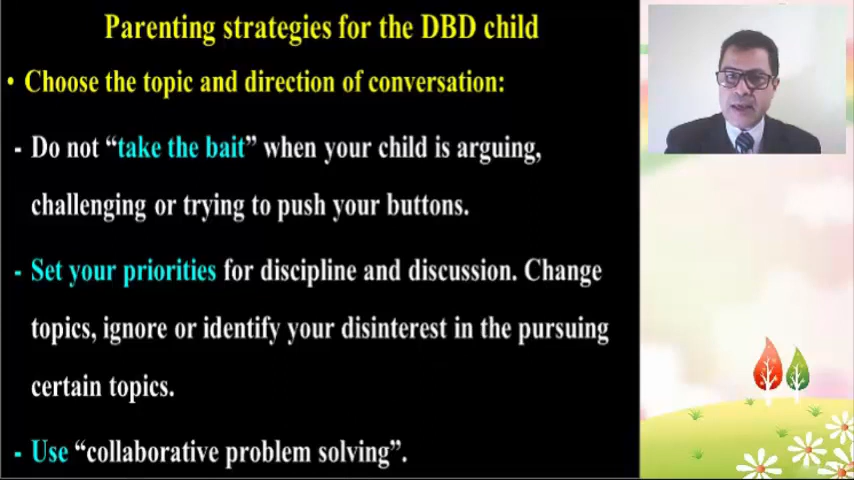 Parenting strategies for the DBD child
• Choose the topic and direction of conversation:
- Do not “take the bait” when your child is arguing,
challenging or trying to push your buttons.
- Set your priorities for discipline and discussion. Change
topics, ignore or identify your disinterest in the pursuing
certain topics.
- Use “collaborative problem solving”.